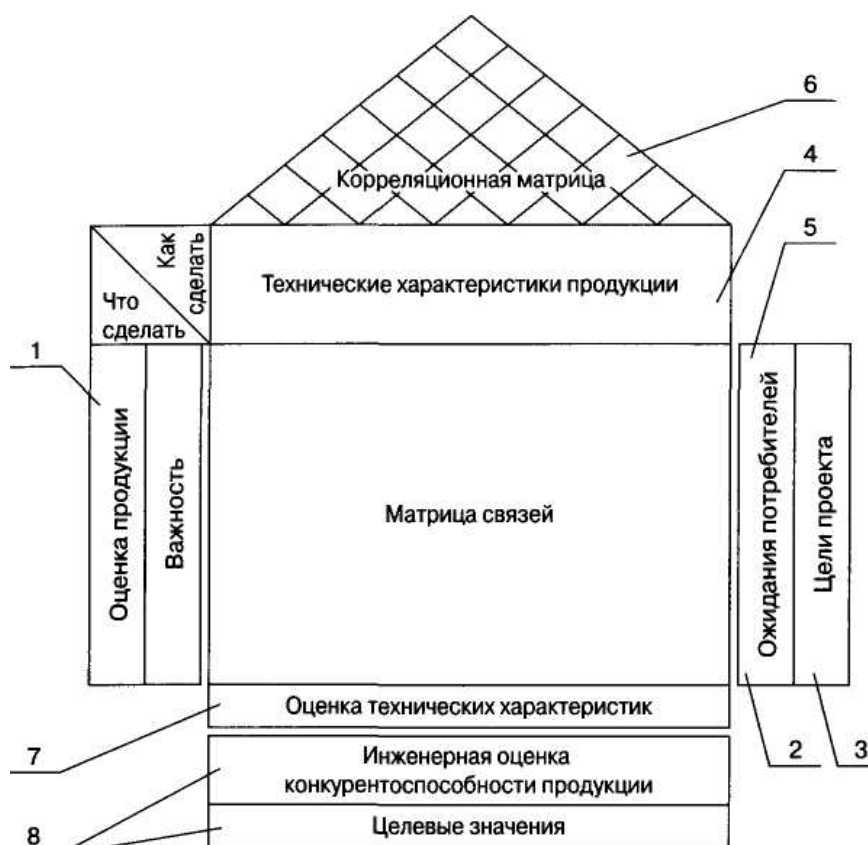 6
Корреляционная матрица
4
Как
сделать
Что
сделать
Технические характеристики продукции
5
1
Оценка продукции
Важность
Матрица связей
Ожидания потребителей
Цели проекта
Оценка технических характеристик
7
2
3
Инженерная оценка
конкурентоспособности продукции
8
Целевые значения